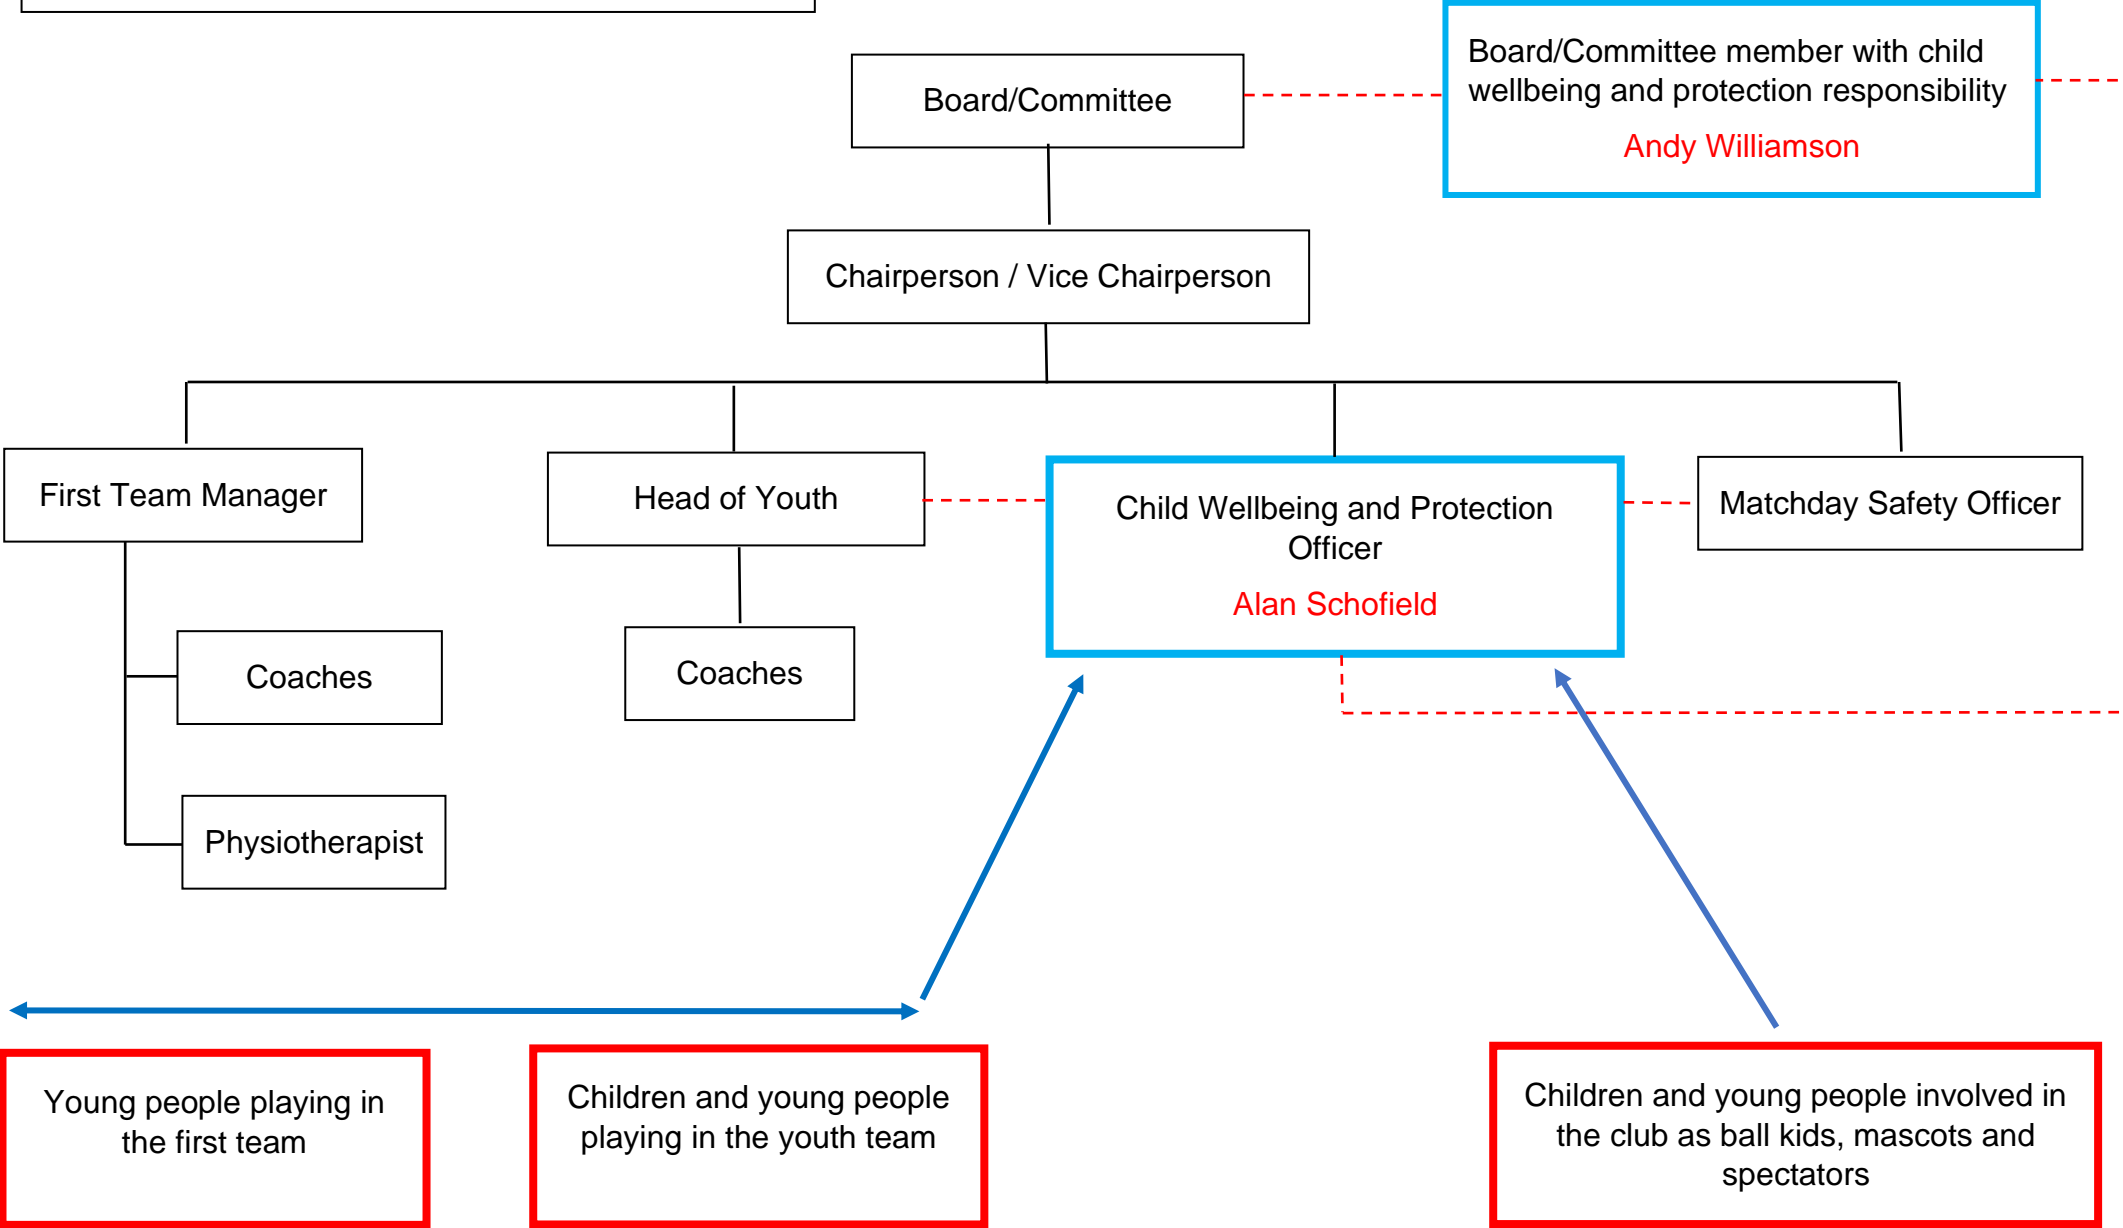 Board/Committee member with child
wellbeing and protection responsibility
Andy Williamson
Board/Committee
Chairperson / Vice Chairperson
First Team Manager
Head of Youth
Child Wellbeing and Protection
Officer
Alan Schofield
Matchday Safety Officer
Coaches
Coaches
Physiotherapist
Young people playing in
the first team
Children and young people
playing in the youth team
Children and young people involved in
the club as ball kids, mascots and
spectators